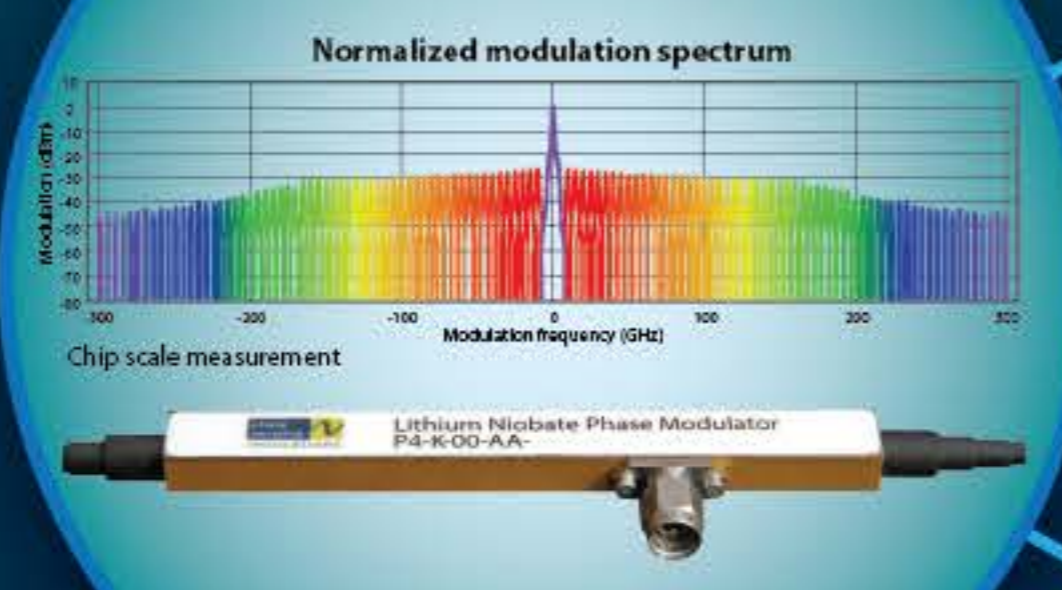 Normalized modulation spectrum
Modulation (dBm)
10
0
-10
-20
-30
-40
-50
-60
-70
-80
-300
-200
-100
0
100
200
300
Modulation frequency (GHz)
Chip scale measurement
Lithium Niobate Phase Modulator
P4-K-00-AA-